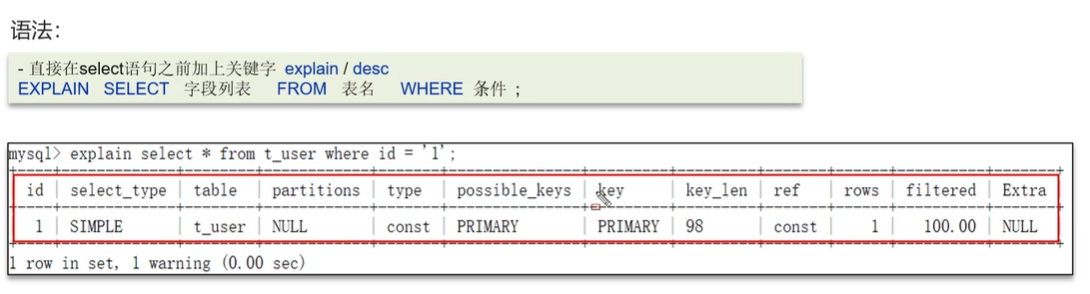 语法：
- 直接在select语句之前加上关键字 explain / desc
EXPLAIN SELECT 字段列表 FROM 表名 WHERE 条件 ;
mysql> explain select * from t_user where id = '1';
id | select_type | table | partitions | type | possible_keys | key | key_len | ref | rows | filtered | Extra
1 | SIMPLE | t_user | NULL | const | PRIMARY | PRIMARY | 98 | const | 1 | 100.00 | NULL
1 row in set, 1 warning (0.00 sec)